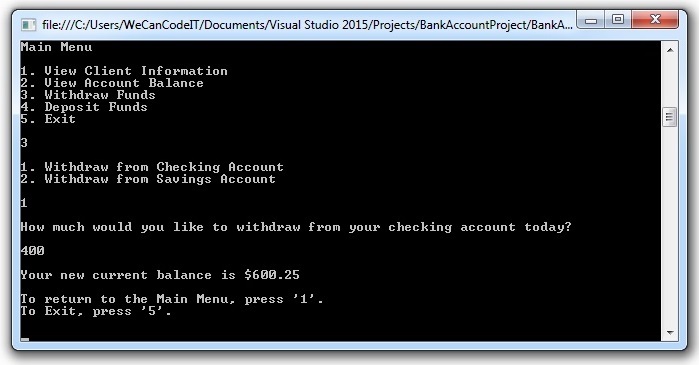 file:///C:/Users/WeCanCodeIT/Documents/Visual Studio 2015/Projects/BankAccountProject/BankA...
Main Menu
1. View Client Information
2. View Account Balance
3. Withdraw Funds
4. Deposit Funds
5. Exit
3
1. Withdraw from Checking Account
2. Withdraw from Savings Account
1
How much would you like to withdraw from your checking account today?
400
Your new current balance is $600.25
To return to the Main Menu, press '1'.
To Exit, press '5'.